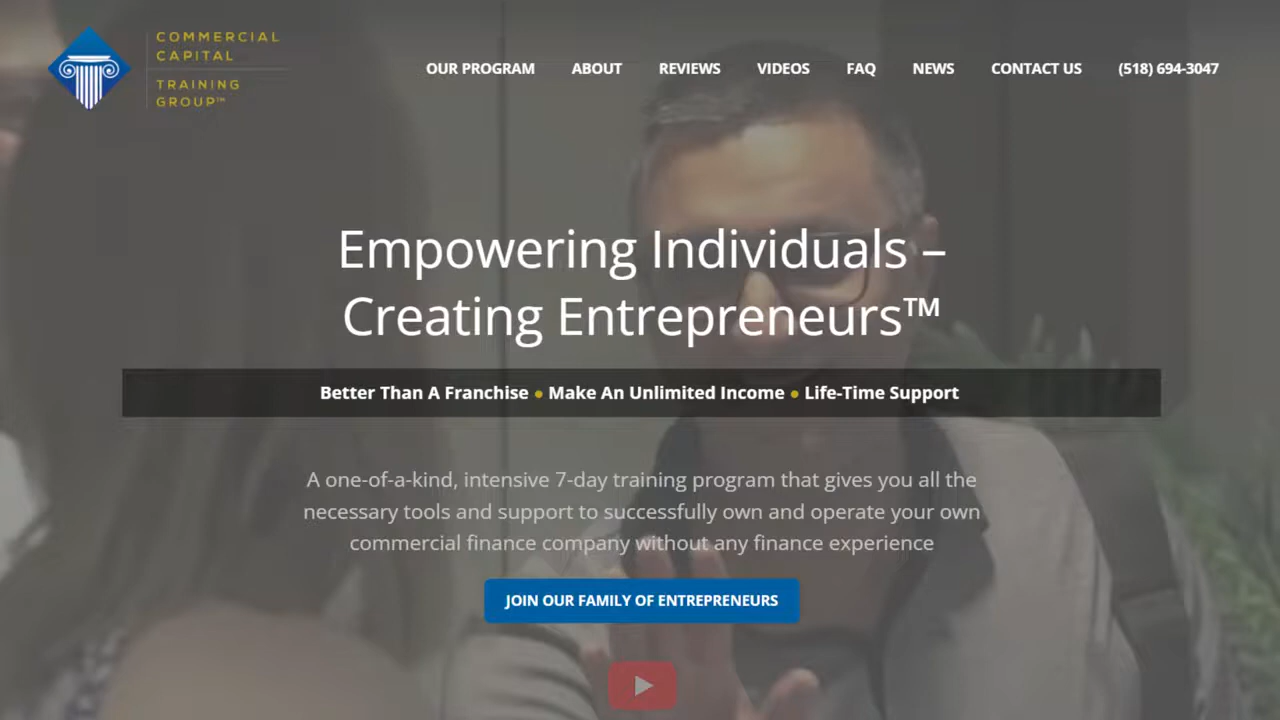 COMMERCIAL
CAPITAL
TRAINING
GROUP™
OUR PROGRAM ABOUT REVIEWS VIDEOS FAQ NEWS CONTACT US (518) 694-3047
Empowering Individuals –
Creating Entrepreneurs™
Better Than A Franchise ● Make An Unlimited Income ● Life-Time Support
A one-of-a-kind, intensive 7-day training program that gives you all the
necessary tools and support to successfully own and operate your own
commercial finance company without any finance experience
JOIN OUR FAMILY OF ENTREPRENEURS